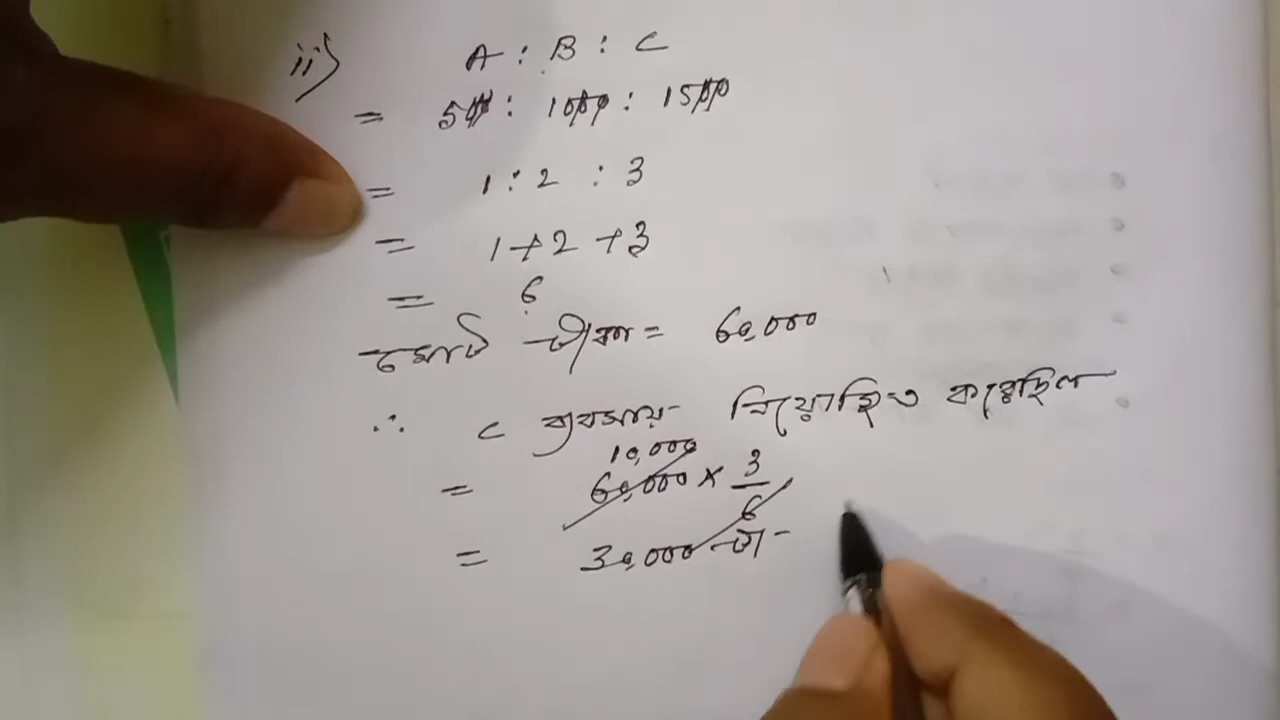 ii) A : B : C
= 500 : 1000 : 1500
= 1 : 2 : 3
= 1+2+3
= 6
মোট টাকা = 60,000
∴ C ব্যবসায় নিয়োজিত করেছিল
10,000
= 60,000 × 3/6
= 30,000 টা-